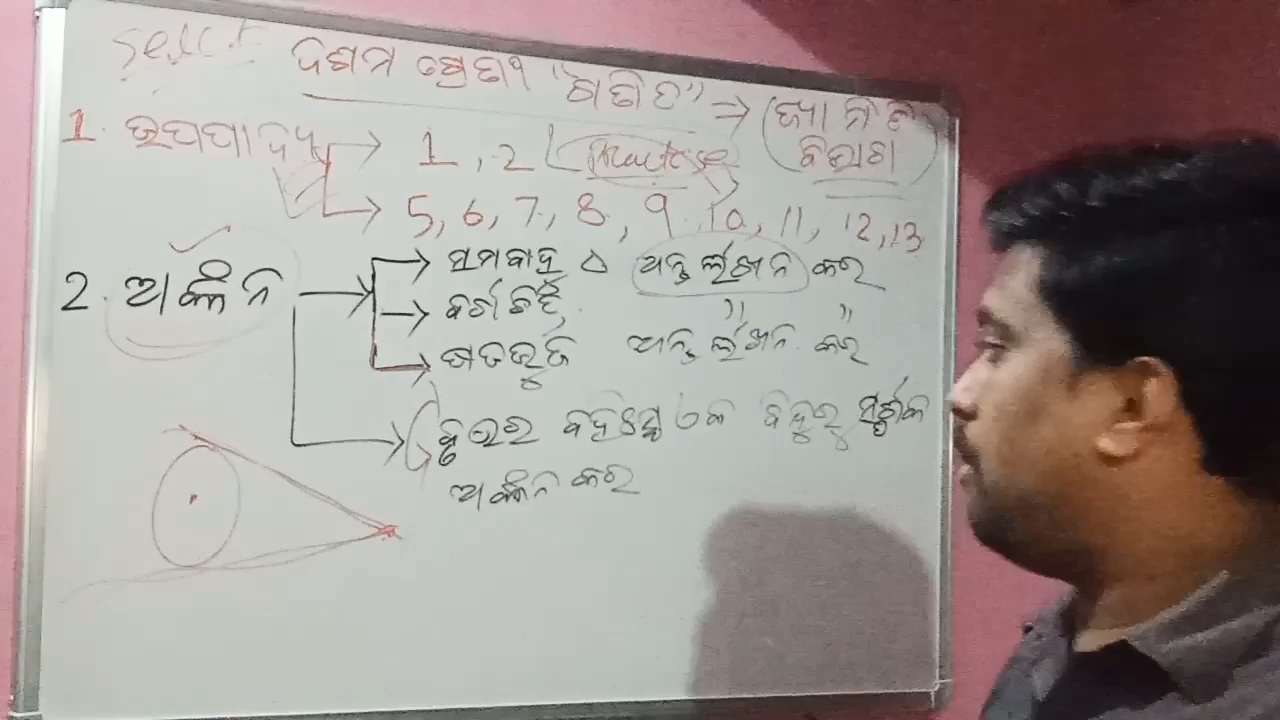 Select ଦଶମ ଶ୍ରେଣୀ "ଗଣିତ" ⇒ (ଜ୍ୟାମିତି
ବିଭାଗ)
1. ଉପପାଦ୍ୟ → 1, 2 (Practise)
→ 5, 6, 7, 8, 9, 10, 11, 12, 13
2. ଅଙ୍କନ → ସମବାହୁ Δ ଅନ୍ତର୍ଲିଖନ କର
→ ବର୍ଗଚିତ୍ର " "
→ ଷଡଭୁଜ ଅନ୍ତର୍ଲିଖନ କର
→ ବୃତ୍ତର ବହିଃସ୍ଥ ଏକ ବିନ୍ଦୁରୁ ସ୍ପର୍ଶକ
ଅଙ୍କନ କର